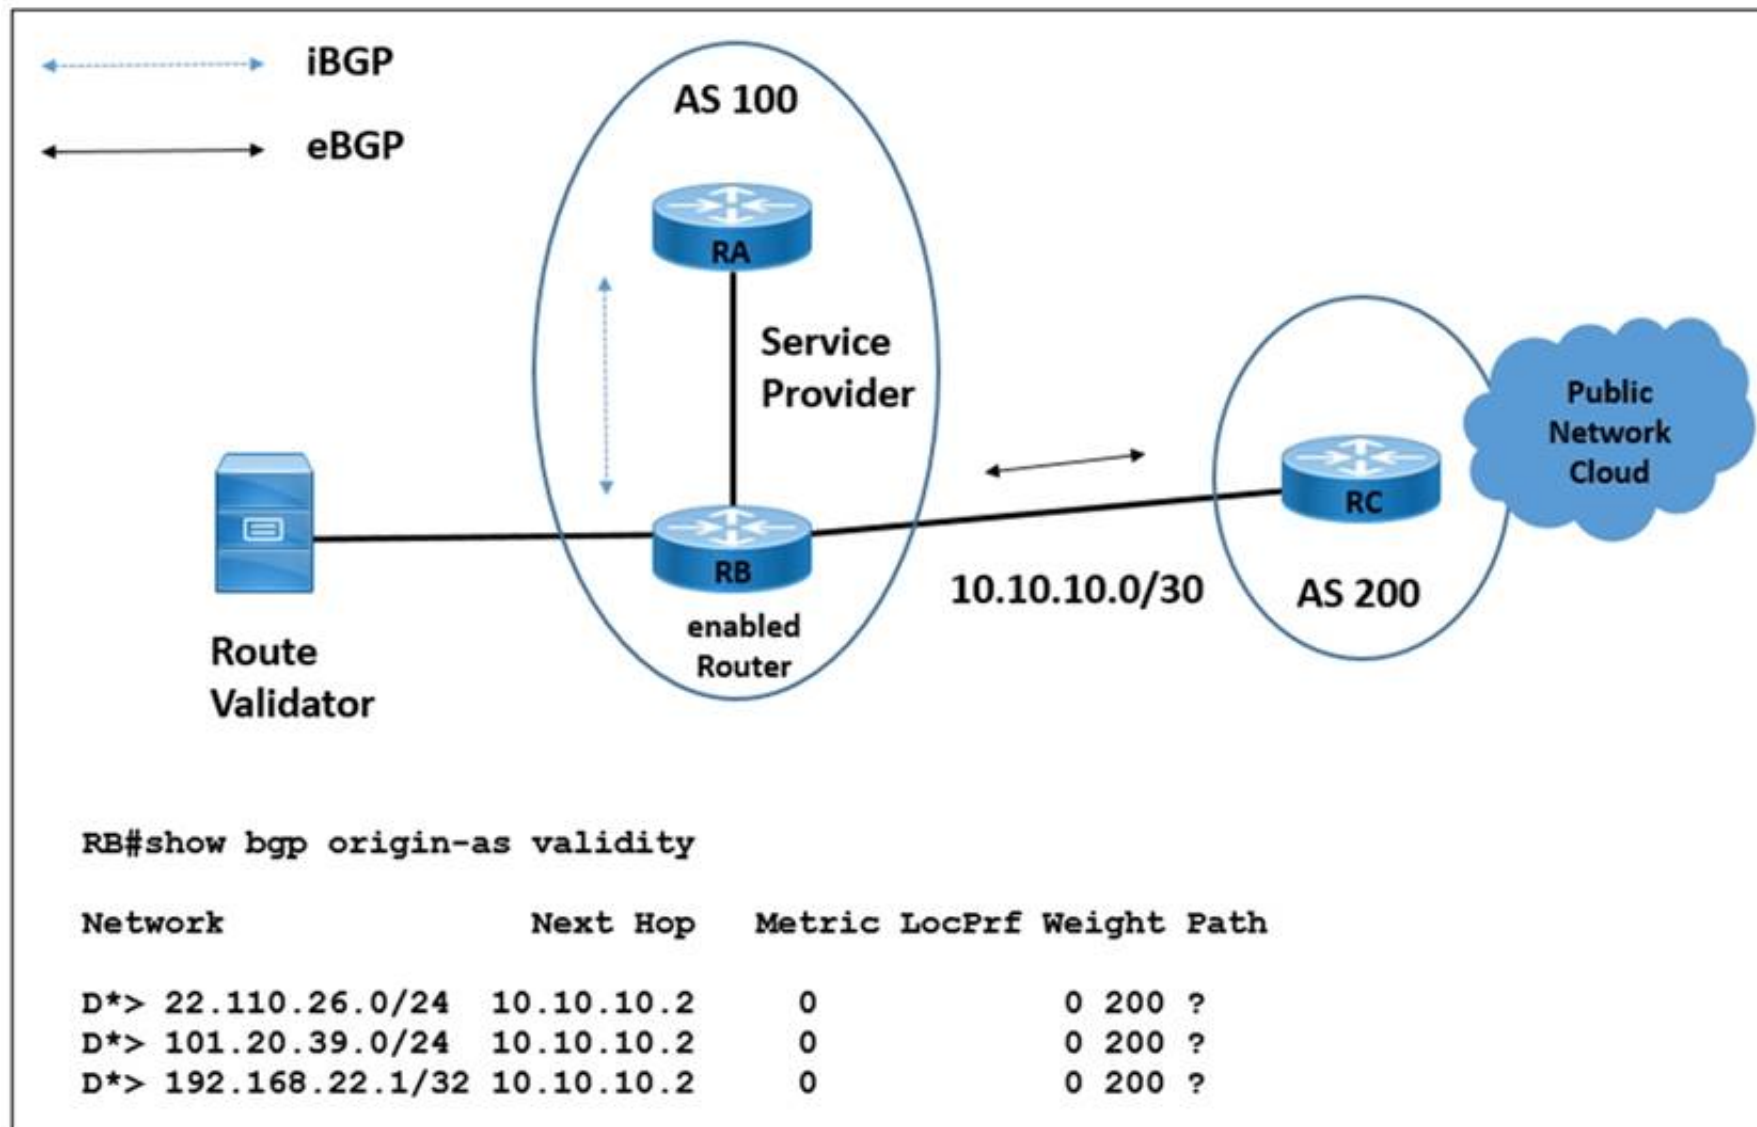 iBGP
eBGP
AS 100
RA
Service
Provider
Public
Network
Cloud
RC
RB
10.10.10.0/30
AS 200
enabled
Router
Route
Validator
RB#show bgp origin-as validity
Network Next Hop Metric LocPrf Weight Path
D*> 22.110.26.0/24 10.10.10.2 0 0 200 ?
D*> 101.20.39.0/24 10.10.10.2 0 0 200 ?
D*> 192.168.22.1/32 10.10.10.2 0 0 200 ?